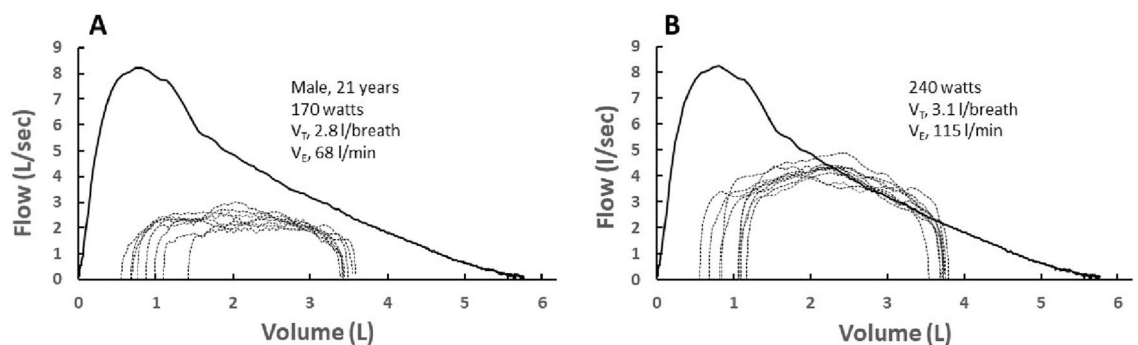 A
Flow (L/sec)
9
8
7
6
5
4
3
2
1
0
Male, 21 years
170 watts
VT, 2.8 l/breath
VE, 68 l/min
0 1 2 3 4 5 6
Volume (L)
B
Flow (l/sec)
9
8
7
6
5
4
3
2
1
0
240 watts
VT, 3.1 l/breath
VE, 115 l/min
0 1 2 3 4 5 6
Volume (L)